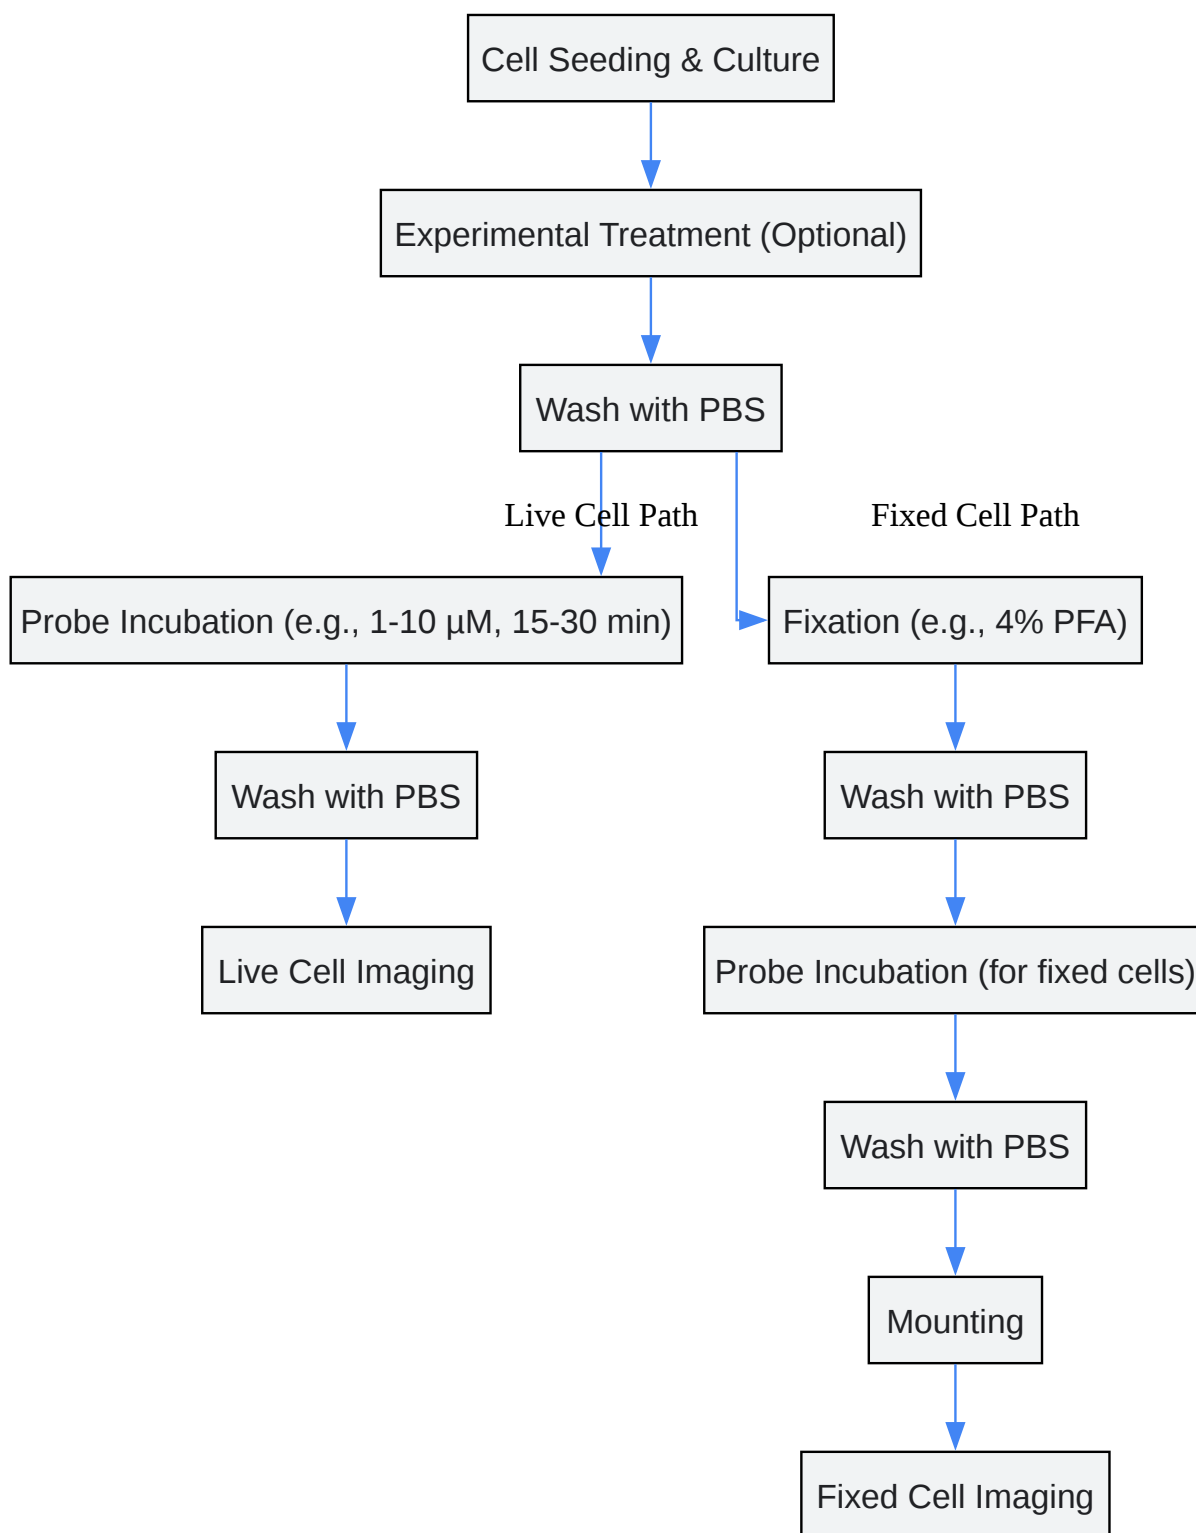 Cell Seeding & Culture
Experimental Treatment (Optional)
Wash with PBS
Live Cell Path
Fixed Cell Path
Probe Incubation (e.g., 1-10 µM, 15-30 min)
Fixation (e.g., 4% PFA)
Wash with PBS
Wash with PBS
Live Cell Imaging
Probe Incubation (for fixed cells)
Wash with PBS
Mounting
Fixed Cell Imaging